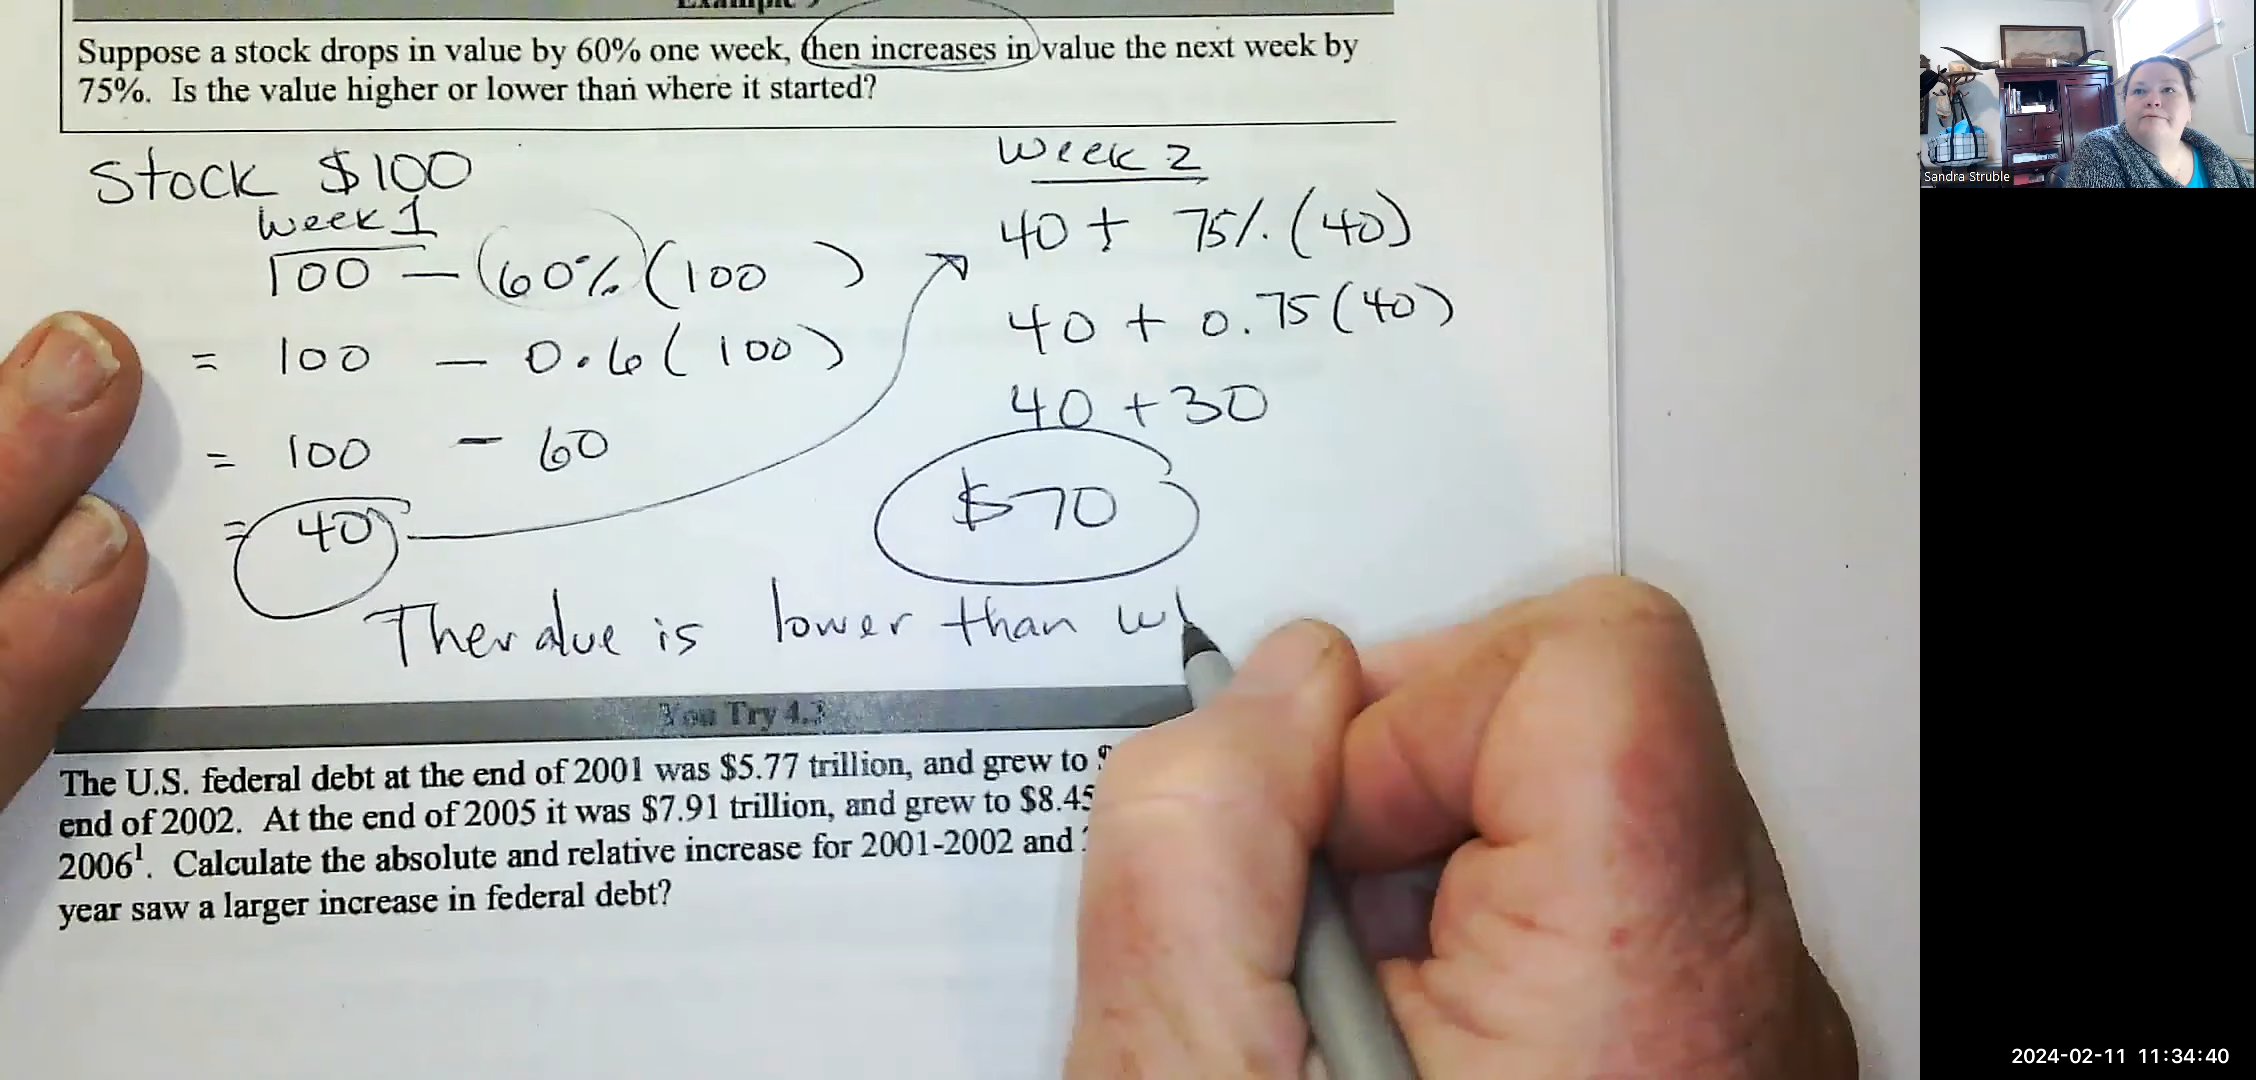 Suppose a stock drops in value by 60% one week, then increases in value the next week by
75%. Is the value higher or lower than where it started?
Stock $100
week 1
100 - (60%)(100)
= 100 - 0.6(100)
= 100 - 60
= 40
Week 2
40 + 75%(40)
40 + 0.75(40)
40 + 30
$70
The value is lower than
You Try 4.3
The U.S. federal debt at the end of 2001 was $5.77 trillion, and grew to
end of 2002. At the end of 2005 it was $7.91 trillion, and grew to $8.45
2006¹. Calculate the absolute and relative increase for 2001-2002 and
year saw a larger increase in federal debt?
Sandra Struble
2024-02-11 11:34:40